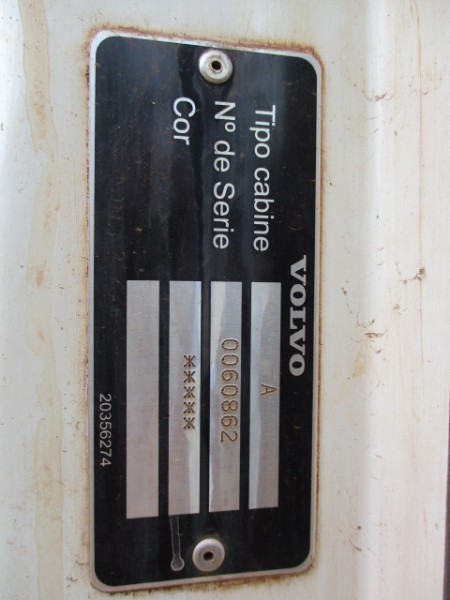 VOLVO
Tipo cabine A
Nº de Serie 0060862
Cor *****
20356274